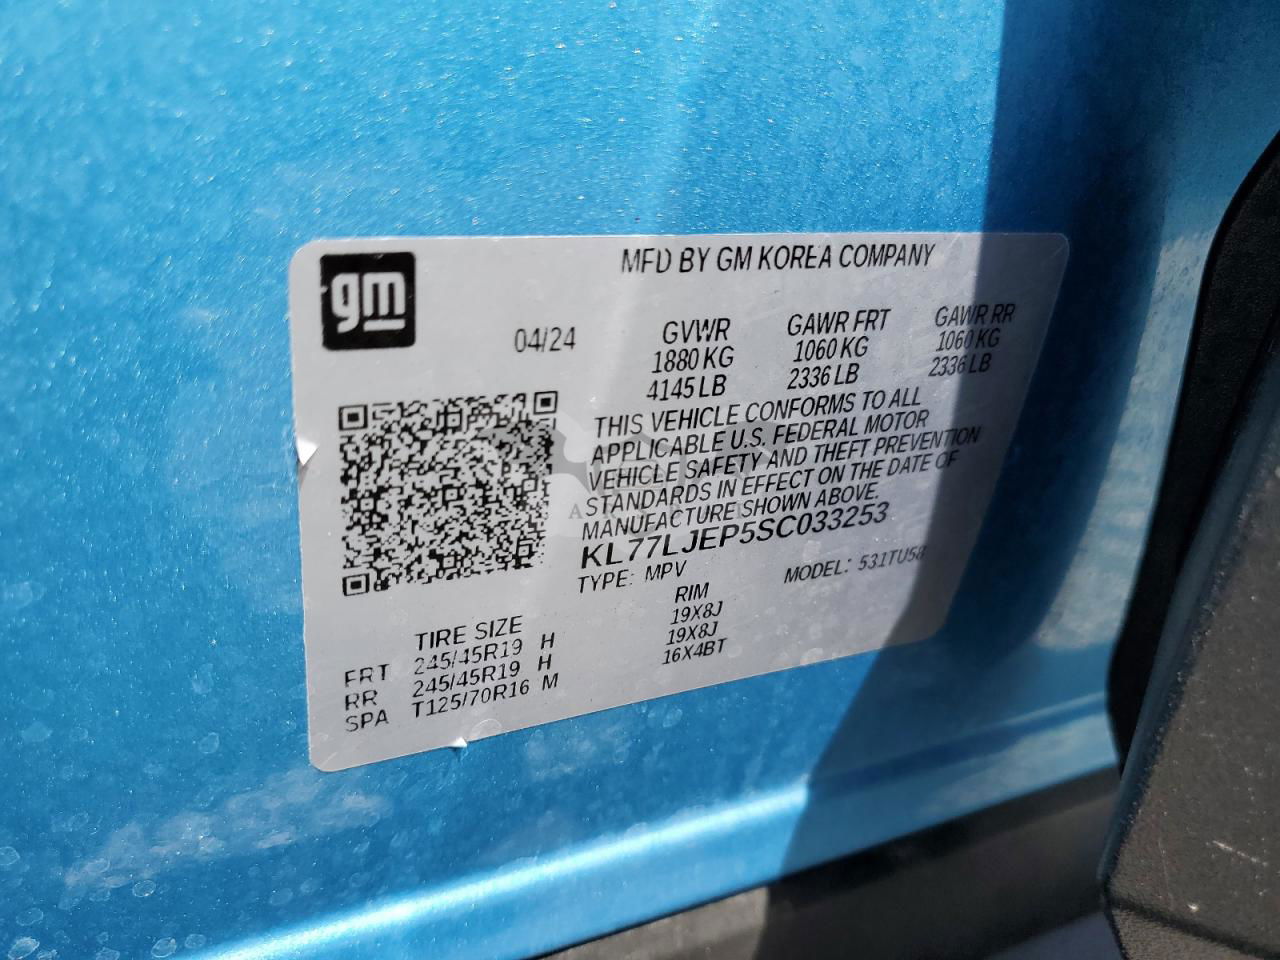 gm
MFD BY GM KOREA COMPANY
04/24
GVWR GAWR FRT GAWR RR
1880 KG 1060 KG 1060 KG
4145 LB 2336 LB 2336 LB
THIS VEHICLE CONFORMS TO ALL
APPLICABLE U.S. FEDERAL MOTOR
VEHICLE SAFETY AND THEFT PREVENTION
STANDARDS IN EFFECT ON THE DATE OF
MANUFACTURE SHOWN ABOVE.
KL77LJEP5SC033253
TYPE: MPV MODEL: 531TU58
TIRE SIZE RIM
FRT 245/45R19 H 19X8J
RR 245/45R19 H 19X8J
SPA T125/70R16 M 16X4BT